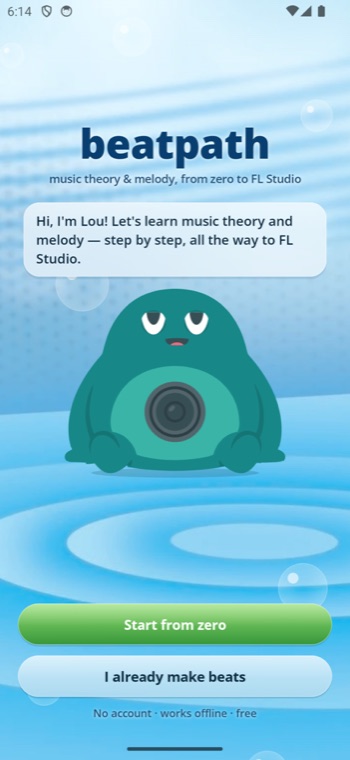 6:14
beatpath
music theory & melody, from zero to FL Studio
Hi, I'm Lou! Let's learn music theory and
melody — step by step, all the way to FL
Studio.
Start from zero
I already make beats
No account · works offline · free